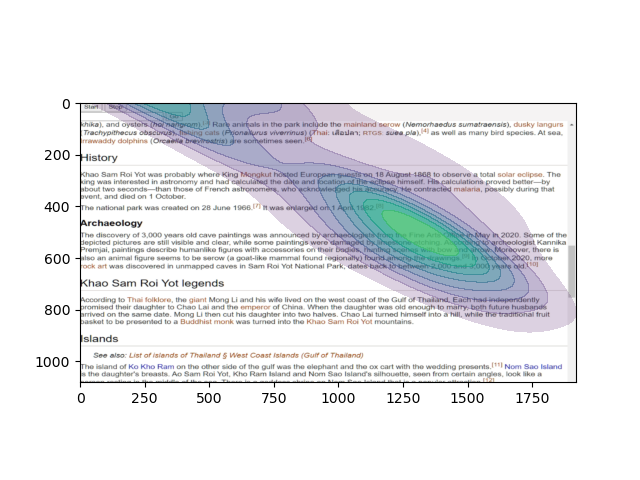 Start Stop
0
200
400
600
800
1000
0 250 500 750 1000 1250 1500 1750
khika), and oysters (hoi nangrom).[ ] Rare animals in the park include the mainland serow (Nemorhaedus sumatraensis), dusky langurs
(Trachypithecus obscurus), fishing cats (Prionailurus viverrinus) (Thai: เสือปลา; RTGS: suea pla),[4] as well as many bird species. At sea,
Irrawaddy dolphins (Orcaella brevirostris) are sometimes seen.
History
Khao Sam Roi Yot was probably where King Mongkut hosted European guests on 18 August 1868 to observe a total solar eclipse. The
king was interested in astronomy and had calculated the date and location of the eclipse himself. His calculations proved better—by
about two seconds—than those of French astronomers, who acknowledged his accuracy. He contracted malaria, possibly during that
event, and died on 1 October.
The national park was created on 28 June 1966.[7] It was enlarged on 1 April 1982.
Archaeology
The discovery of 3,000 years old cave paintings was announced by archaeologists from the Fine Arts Office in May in 2020. Some of the
depicted pictures are still visible and clear, while some paintings were damaged by limestone etching. According to archeologist Kannika
Premjai, paintings describe humanlike figures with accessories on their bodies, hunting scenes with bow and arrows. Moreover, there is
also an animal figure seems to be serow (a goat-like mammal found regionally) found among the drawings. In October 2020, more
rock art was discovered in unmapped caves in Sam Roi Yot National Park, dated back to between 2,000 and 3,000 years old.[10]
Khao Sam Roi Yot legends
According to Thai folklore, the giant Mong Li and his wife lived on the west coast of the Gulf of Thailand. Each had independently
promised their daughter to Chao Lai and the emperor of China. When the daughter was old enough to marry, both future husbands
arrived on the same date. Mong Li then cut his daughter into two halves. Chao Lai turned himself into a hill, while the traditional fruit
basket to be presented to a Buddhist monk was turned into the Khao Sam Roi Yot mountains.
Islands
See also: List of islands of Thailand § West Coast Islands (Gulf of Thailand)
The island of Ko Kho Ram on the other side of the gulf was the elephant and the ox cart with the wedding presents.[11] Nom Sao Island
is the daughter's breasts. Ao Sam Roi Yot, Kho Ram Island and Nom Sao Island's silhouette, seen from certain angles, look like a